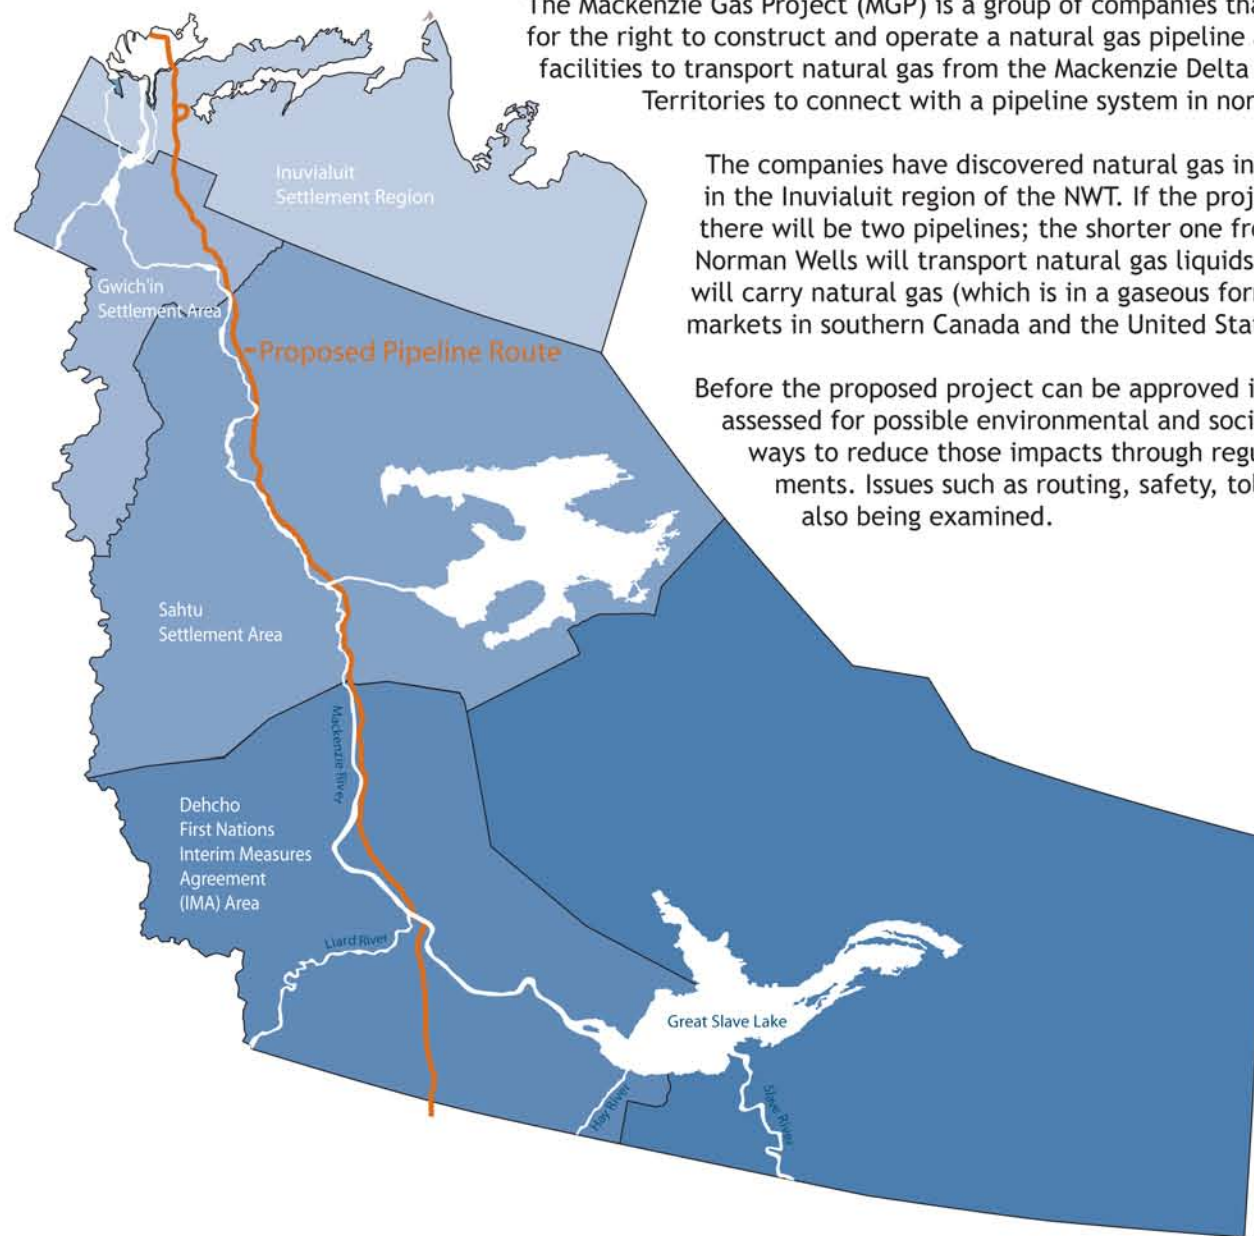 The Mackenzie Gas Project (MGP) is a group of companies tha
for the right to construct and operate a natural gas pipeline
facilities to transport natural gas from the Mackenzie Delta
Territories to connect with a pipeline system in nor
The companies have discovered natural gas in
in the Inuvialuit region of the NWT. If the proj
there will be two pipelines; the shorter one fro
Norman Wells will transport natural gas liquids
will carry natural gas (which is in a gaseous for
markets in southern Canada and the United Sta
Before the proposed project can be approved i
assessed for possible environmental and soci
ways to reduce those impacts through regu
ments. Issues such as routing, safety, tol
also being examined.
Inuvialuit
Settlement Region
Gwich'in
Settlement Area
Proposed Pipeline Route
Sahtu
Settlement Area
Mackenzie River
Dehcho
First Nations
Interim Measures
Agreement
(IMA) Area
Liard River
Great Slave Lake
Hay River
Slave River